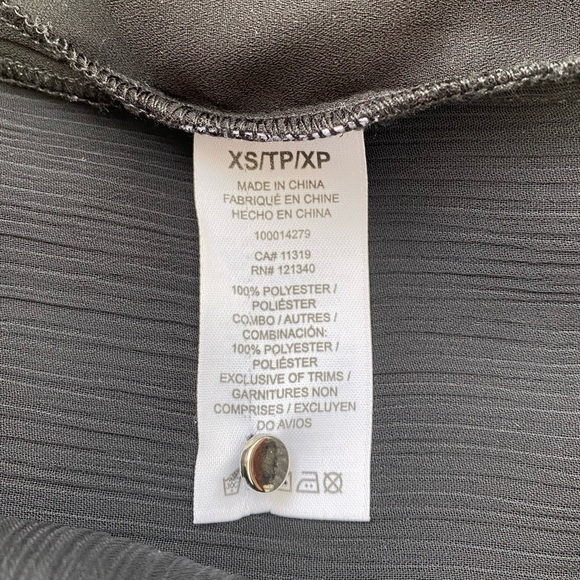 XS/TP/XP
MADE IN CHINA
FABRIQUÉ EN CHINE
HECHO EN CHINA
100014279
CA# 11319
RN# 121340
100% POLYESTER /
POLIÉSTER
COMBO / AUTRES /
COMBINACIÓN:
100% POLYESTER /
POLIÉSTER
EXCLUSIVE OF TRIMS /
GARNITURES NON
COMPRISES / EXCLUYEN
DO AVIOS